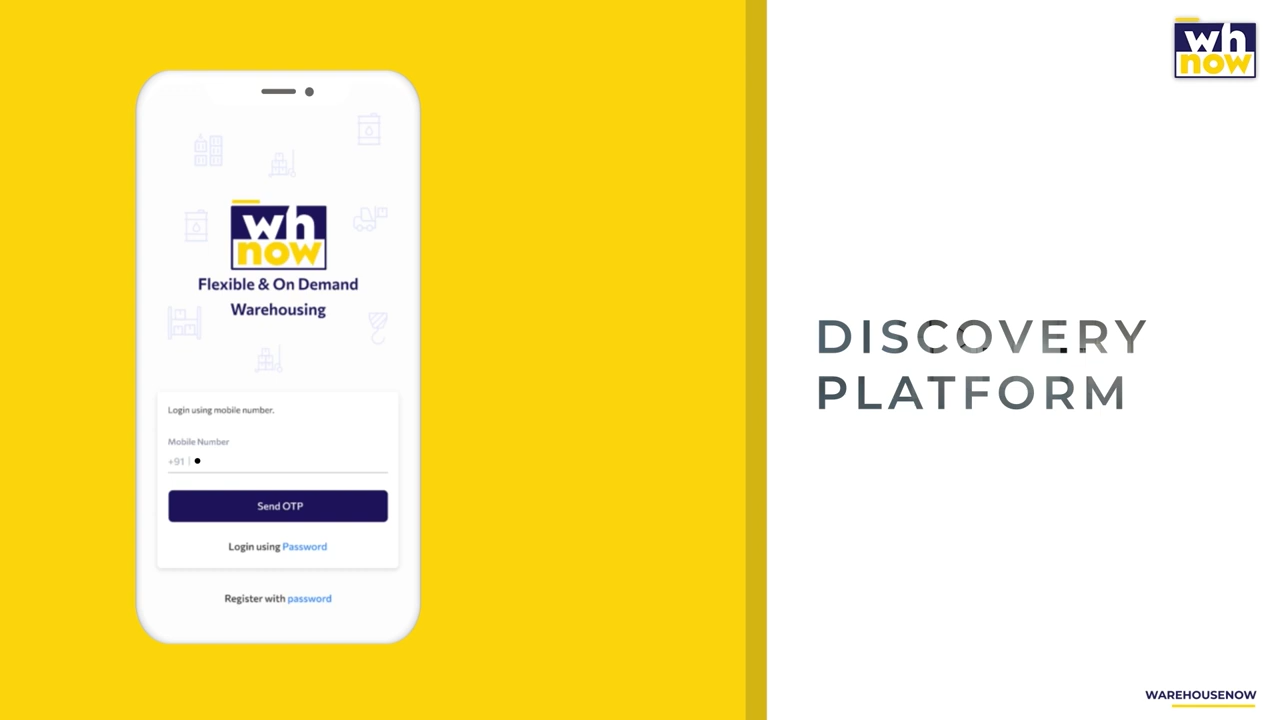 wh
now
Flexible & On Demand
Warehousing
Login using mobile number.
Mobile Number
+91
Send OTP
Login using Password
Register with password
wh
now
DISCOVERY
PLATFORM
WAREHOUSENOW